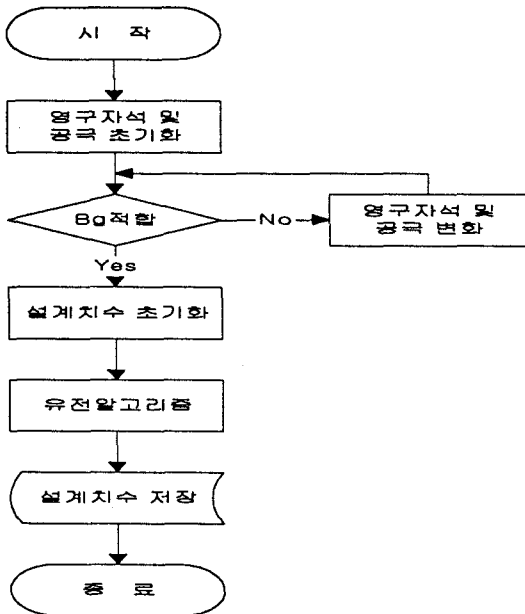 시 작
영구자석 및
공극 초기화
Bg적합
No
영구자석 및
공극 변화
Yes
설계치수 초기화
유전알고리즘
설계치수 저장
종 료